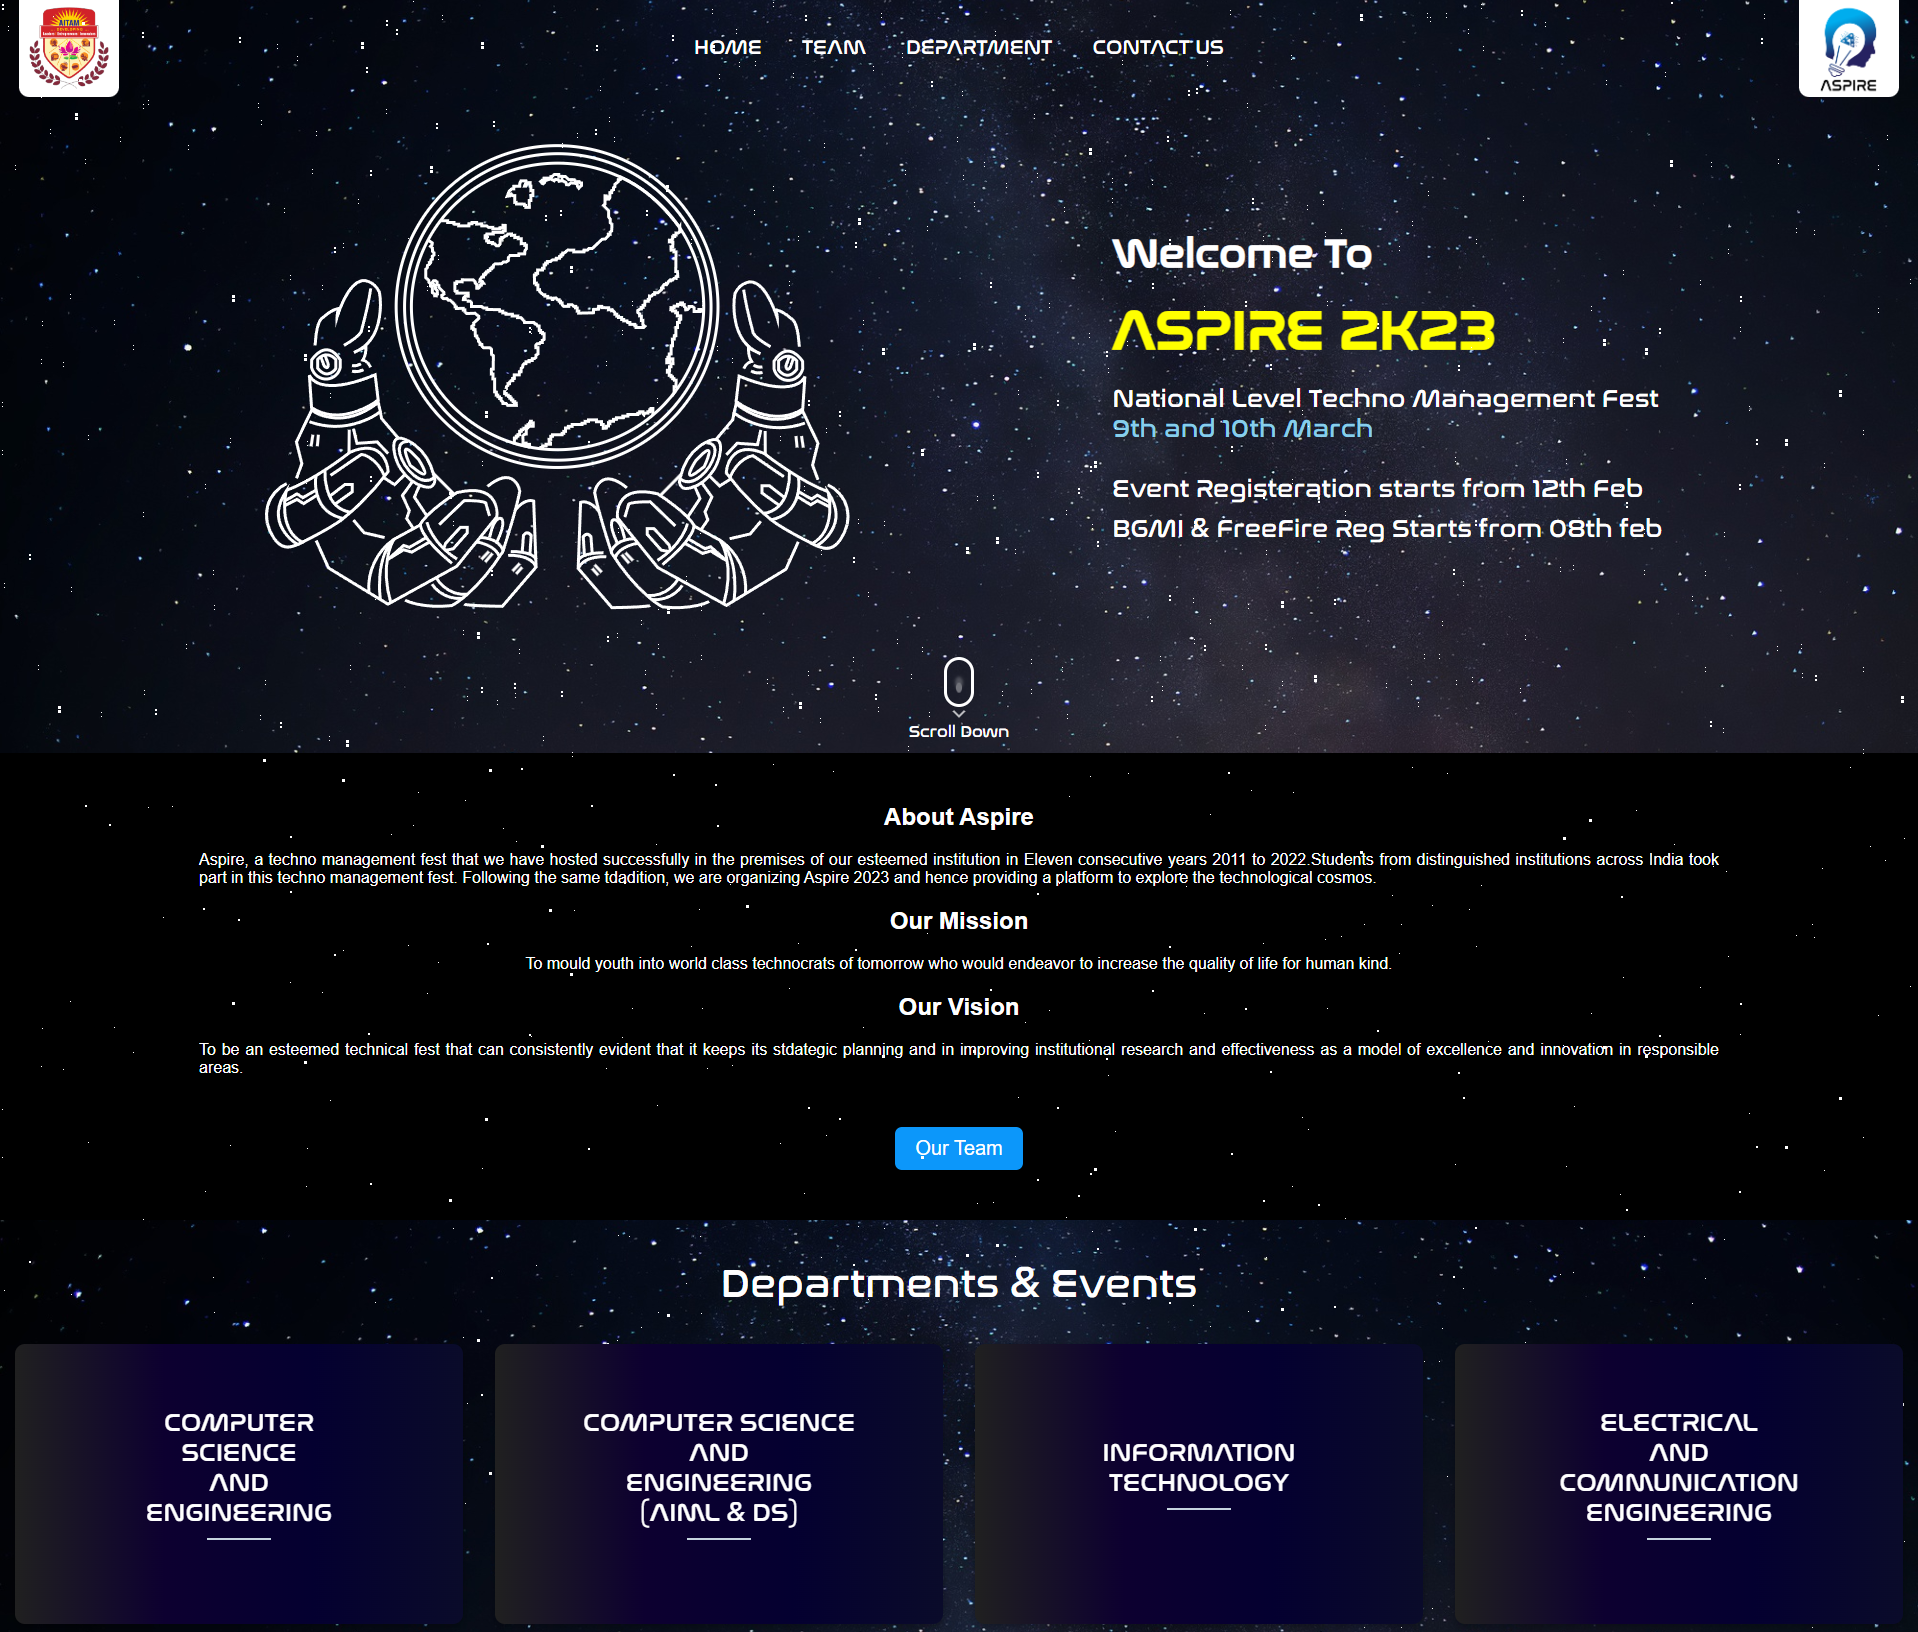 AITAM
HOME TEAM DEPARTMENT CONTACT US
ASPIRE
Welcome To
ASPIRE 2K23
National Level Techno Management Fest
9th and 10th March
Event Registeration starts from 12th Feb
BGMI & FreeFire Reg Starts from 08th feb
Scroll Down
About Aspire
Aspire, a techno management fest that we have hosted successfully in the premises of our esteemed institution in Eleven consecutive years 2011 to 2022.Students from distinguished institutions across India took
part in this techno management fest. Following the same tdadition, we are organizing Aspire 2023 and hence providing a platform to explore the technological cosmos.
Our Mission
To mould youth into world class technocrats of tomorrow who would endeavor to increase the quality of life for human kind.
Our Vision
To be an esteemed technical fest that can consistently evident that it keeps its stdategic planning and in improving institutional research and effectiveness as a model of excellence and innovation in responsible
areas.
Our Team
Departments & Events
COMPUTER
SCIENCE
AND
ENGINEERING
COMPUTER SCIENCE
AND
ENGINEERING
(AIML & DS)
INFORMATION
TECHNOLOGY
ELECTRICAL
AND
COMMUNICATION
ENGINEERING